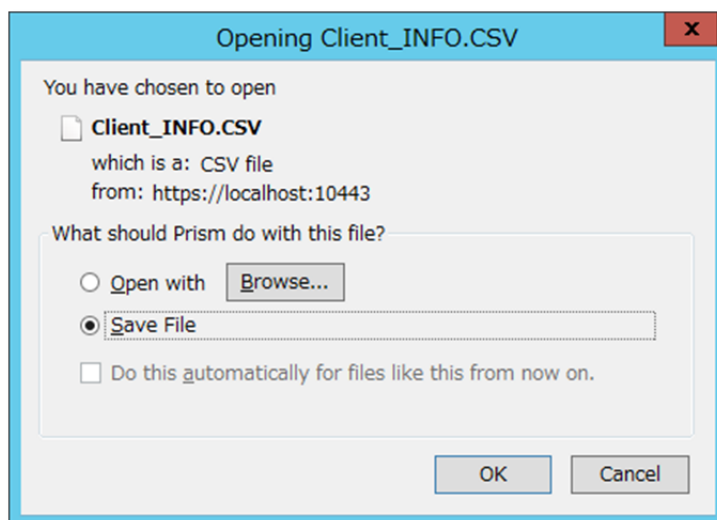 Opening Client_INFO.CSV
x
You have chosen to open
Client_INFO.CSV
which is a: CSV file
from: https://localhost:10443
What should Prism do with this file?
Open with
Browse...
Save File
Do this automatically for files like this from now on.
OK
Cancel